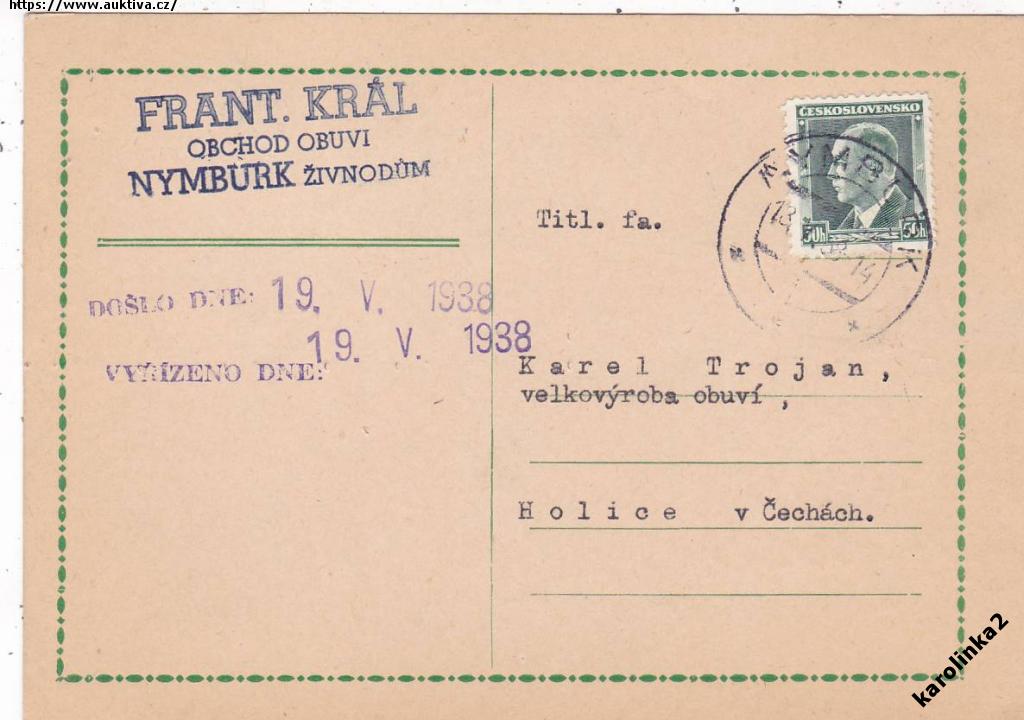 https://www.auktiva.cz/
FRANT. KRÁL
OBCHOD OBUVI
NYMBURK ŽIVNODŮM
ČESKOSLOVENSKO
50h 50h
Titl. fa.
DOŠLO DNE: 19. V. 1938
VYŘÍZENO DNE: 19. V. 1938
Karel Trojan,
velkovýroba obuví,
Holice v Čechách.
karolinka2